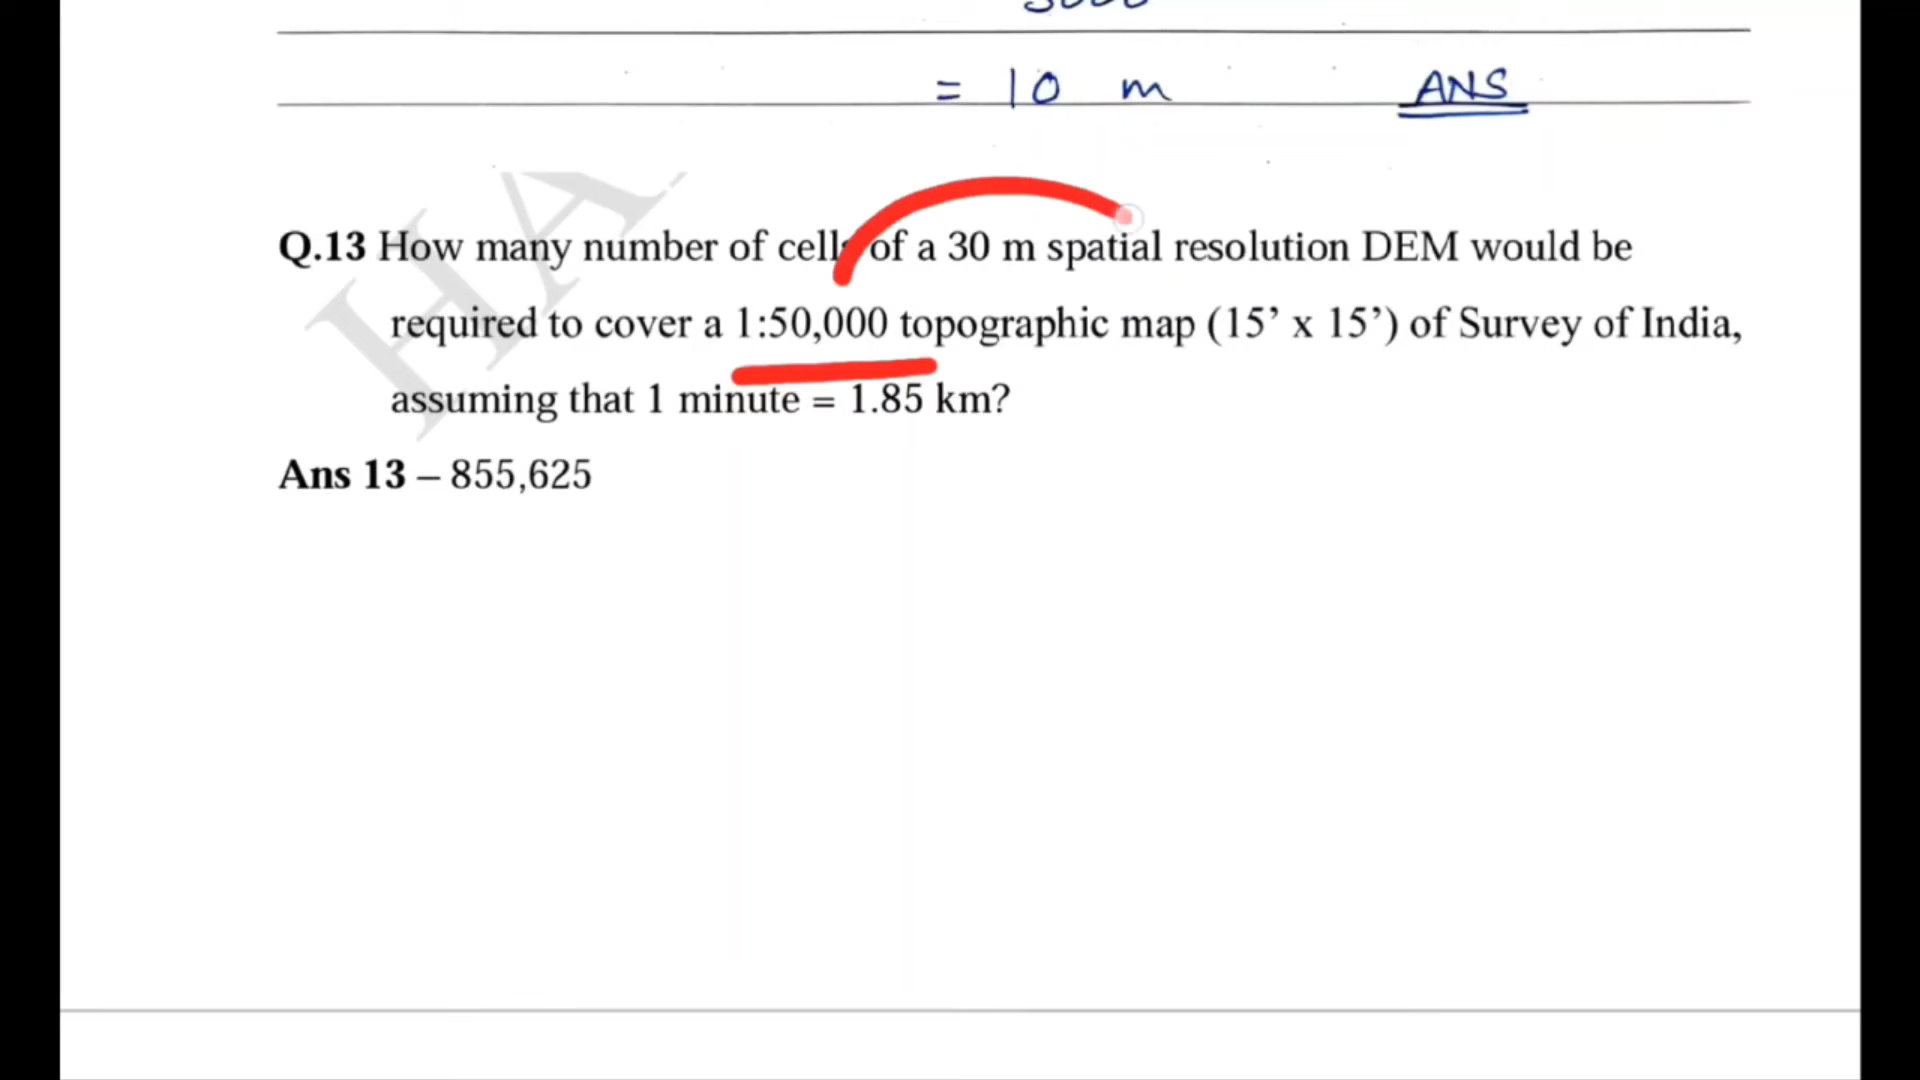 = 10 m ANS
Q.13 How many number of cells of a 30 m spatial resolution DEM would be
required to cover a 1:50,000 topographic map (15’ x 15’) of Survey of India,
assuming that 1 minute = 1.85 km?
Ans 13 – 855,625
HA